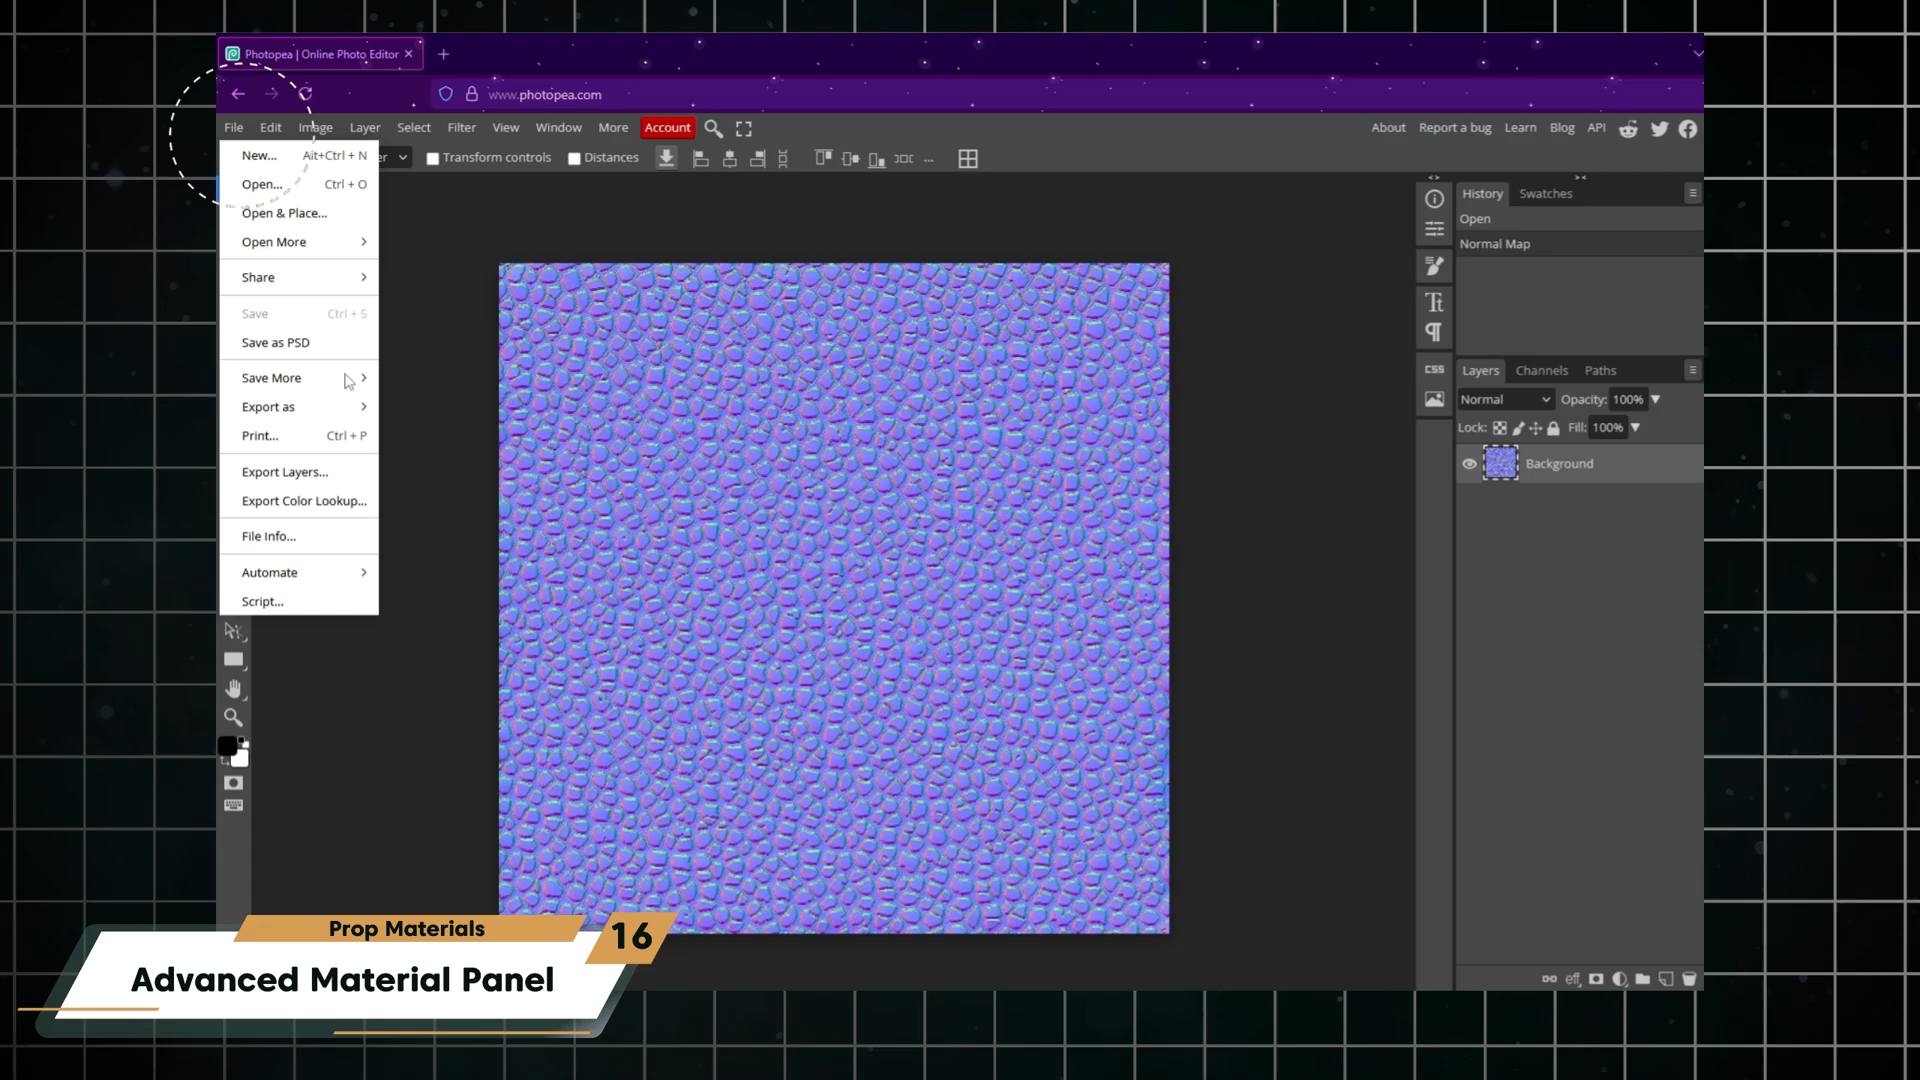 Photopea | Online Photo Editor
www.photopea.com
File Edit Image Layer Select Filter View Window More Account
About Report a bug Learn Blog API
Transform controls Distances
New... Alt+Ctrl + N
Open... Ctrl + O
Open & Place...
Open More
Share
Save Ctrl + S
Save as PSD
Save More
Export as
Print... Ctrl + P
Export Layers...
Export Color Lookup...
File Info...
Automate
Script...
History Swatches
Open
Normal Map
CSS
Layers Channels Paths
Normal Opacity: 100%
Lock: Fill: 100%
Background
eff
Prop Materials
16
Advanced Material Panel